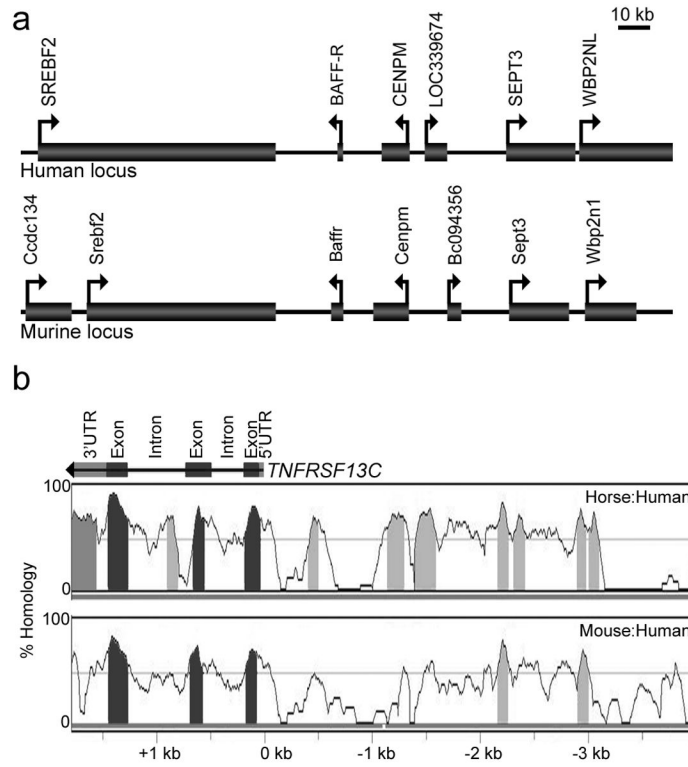 a
10 kb
SREBF2
BAFF-R
CENPM
LOC339674
SEPT3
WBP2NL
Human locus
Ccdc134
Srebf2
Baffr
Cenpm
Bc094356
Sept3
Wbp2n1
Murine locus
b
3'UTR
Exon
Intron
Exon
Intron
Exon
5'UTR
TNFRSF13C
100
Horse:Human
0
% Homology
100
Mouse:Human
0
+1 kb
0 kb
-1 kb
-2 kb
-3 kb